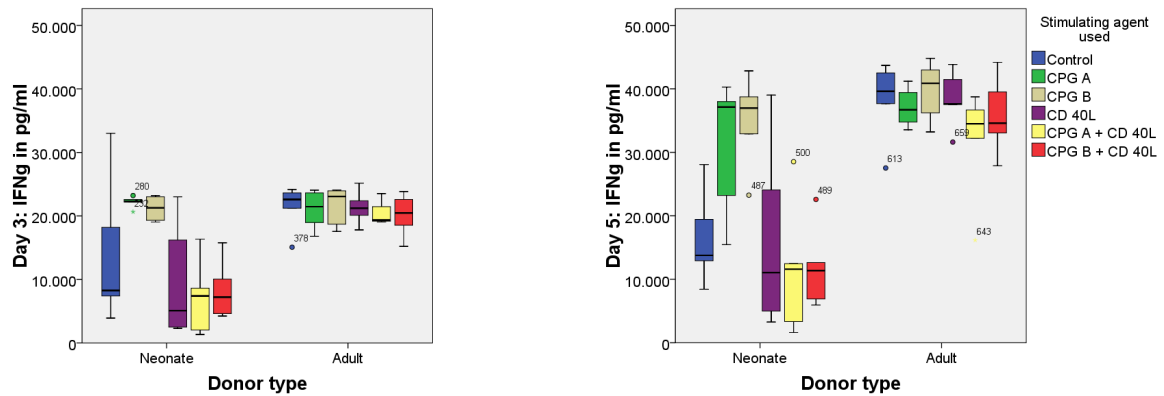 50.000
40.000
30.000
20.000
10.000
0
Day 3: IFNg in pg/ml
280
232
378
Neonate
Adult
Donor type
50.000
40.000
30.000
20.000
10.000
0
Day 5: IFNg in pg/ml
487
500
489
613
659
643
Neonate
Adult
Donor type
Stimulating agent
used
Control
CPG A
CPG B
CD 40L
CPG A + CD 40L
CPG B + CD 40L